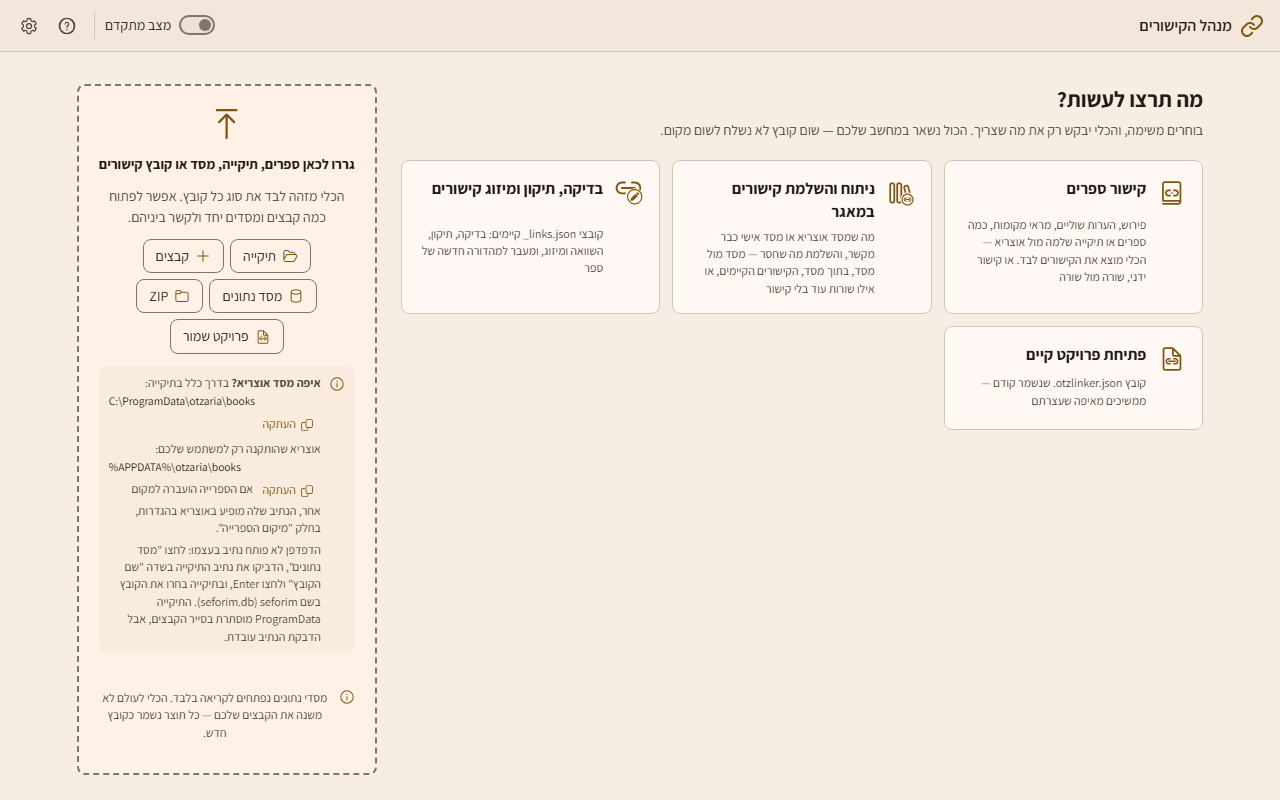 מנהל הקישורים
מצב מתקדם
מה תרצו לעשות?
בוחרים משימה, והכלי יבקש רק את מה שצריך. הכול נשאר במחשב שלכם — שום קובץ לא נשלח לשום מקום.
קישור ספרים
פירוש, הערות שוליים, מראי מקומות, כמה
ספרים או תיקייה שלמה מול אוצריא —
הכלי מוצא את הקישורים לבד. או קישור
ידני, שורה מול שורה
ניתוח והשלמת קישורים
במאגר
מה שמסד אוצריא או מסד אישי כבר
מקשר, והשלמת מה שחסר — מסד מול
מסד, בתוך מסד, הקישורים הקיימים, או
אילו שורות עוד בלי קישור
בדיקה, תיקון ומיזוג קישורים
קובצי ‎_links.json קיימים: בדיקה, תיקון,
השוואה ומיזוג, ומעבר למהדורה חדשה של
ספר
פתיחת פרויקט קיים
קובץ ‎.otzlinker.json שנשמר קודם —
ממשיכים מאיפה שעצרתם
גררו לכאן ספרים, תיקייה, מסד או קובץ קישורים
הכלי מזהה לבד את סוג כל קובץ. אפשר לפתוח
כמה קבצים ומסדים יחד ולקשר ביניהם.
תיקייה
קבצים
מסד נתונים
ZIP
פרויקט שמור
איפה מסד אוצריא? בדרך כלל בתיקייה:
C:\ProgramData\otzaria\books
העתקה
אוצריא שהותקנה רק למשתמש שלכם:
%APPDATA%\otzaria\books
העתקה אם הספרייה הועברה למקום
אחר, הנתיב שלה מופיע באוצריא בהגדרות,
בחלק "מיקום הספרייה".
הדפדפן לא פותח נתיב בעצמו: לחצו "מסד
נתונים", הדביקו את נתיב התיקייה בשדה "שם
הקובץ" ולחצו Enter, ובתיקייה בחרו את הקובץ
בשם seforim (seforim.db). התיקייה
ProgramData מוסתרת בסייר הקבצים, אבל
הדבקת הנתיב עובדת.
מסדי נתונים נפתחים לקריאה בלבד. הכלי לעולם לא
משנה את הקבצים שלכם — כל תוצר נשמר כקובץ
חדש.